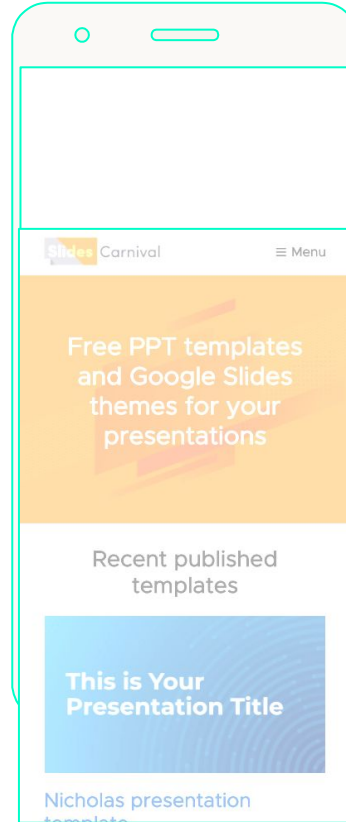 Slides Carnival
≡ Menu
Free PPT templates
and Google Slides
themes for your
presentations
Recent published
templates
This is Your
Presentation Title
Nicholas presentation
template